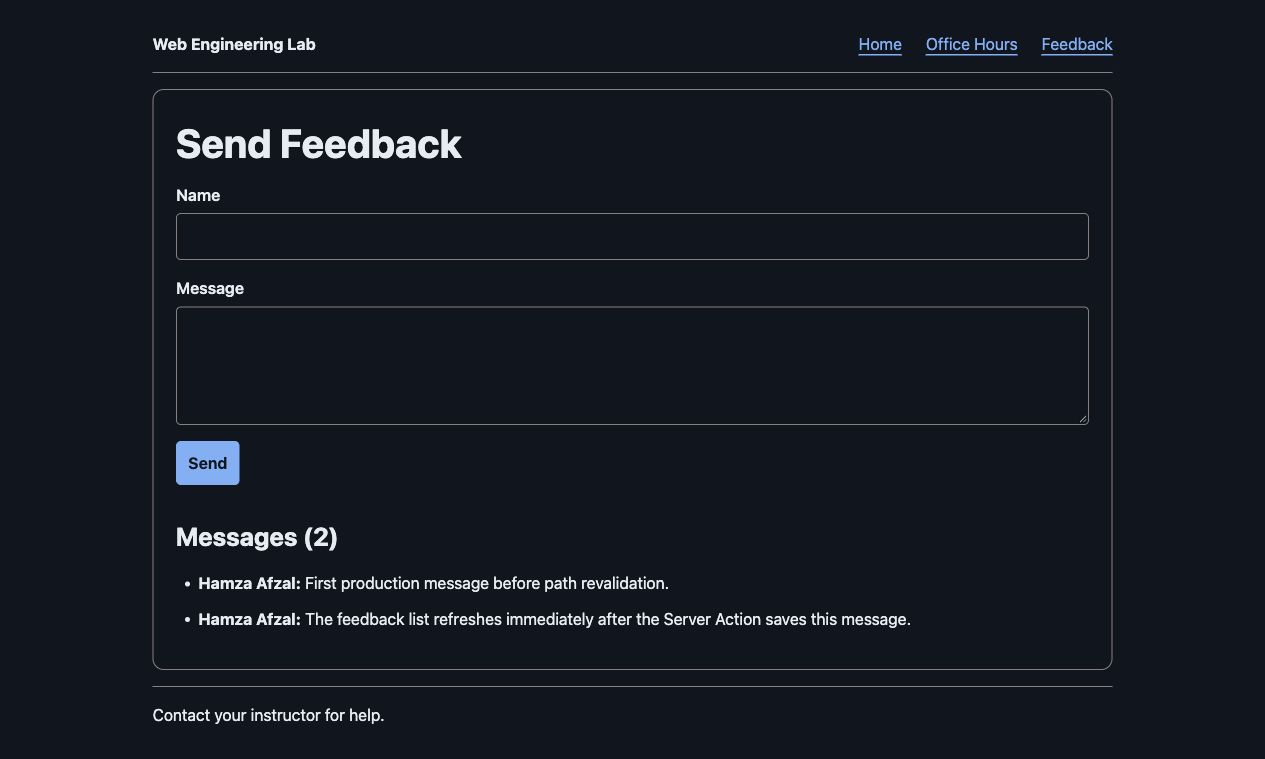 Web Engineering Lab
Home Office Hours Feedback
Send Feedback
Name
Message
Send
Messages (2)
• Hamza Afzal: First production message before path revalidation.
• Hamza Afzal: The feedback list refreshes immediately after the Server Action saves this message.
Contact your instructor for help.